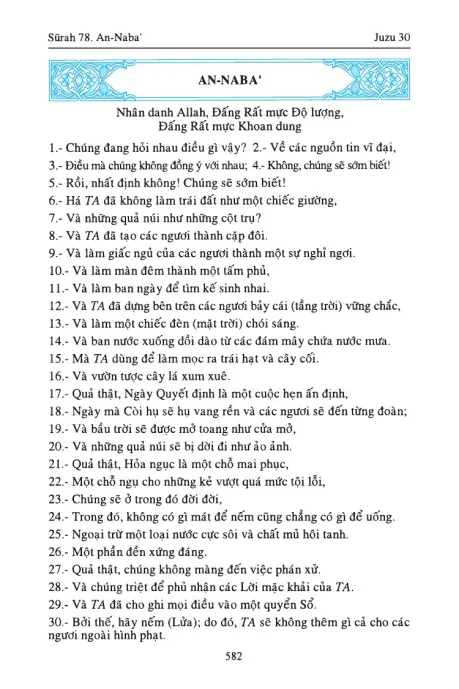 Sūrah 78. An-Naba' Juzu 30
AN-NABA'
Nhân danh Allah, Đấng Rất mực Độ lượng,
Đấng Rất mực Khoan dung
1.- Chúng đang hỏi nhau điều gì vậy? 2.- Về các nguồn tin vĩ đại,
3.- Điều mà chúng không đồng ý với nhau; 4.- Không, chúng sẽ sớm biết!
5.- Rồi, nhất định không! Chúng sẽ sớm biết!
6.- Há TA đã không làm trái đất như một chiếc giường,
7.- Và những quả núi như những cột trụ?
8.- Và TA đã tạo các ngươi thành cặp đôi.
9.- Và làm giấc ngủ của các ngươi thành một sự nghỉ ngơi.
10.- Và làm màn đêm thành một tấm phủ,
11.- Và làm ban ngày để tìm kế sinh nhai.
12.- Và TA đã dựng bên trên các ngươi bảy cái (tầng trời) vững chắc,
13.- Và làm một chiếc đèn (mặt trời) chói sáng.
14.- Và ban nước xuống dồi dào từ các đám mây chứa nước mưa.
15.- Mà TA dùng để làm mọc ra trái hạt và cây cối.
16.- Và vườn tược cây lá xum xuê.
17.- Quả thật, Ngày Quyết định là một cuộc hẹn ấn định,
18.- Ngày mà Còi hụ sẽ hụ vang rền và các ngươi sẽ đến từng đoàn;
19.- Và bầu trời sẽ được mở toang như cửa mở,
20.- Và những quả núi sẽ bị dời đi như ảo ảnh.
21.- Quả thật, Hỏa ngục là một chỗ mai phục,
22.- Một chỗ ngụ cho những kẻ vượt quá mức tội lỗi,
23.- Chúng sẽ ở trong đó đời đời,
24.- Trong đó, không có gì mát để nếm cũng chẳng có gì để uống.
25.- Ngoại trừ một loại nước cực sôi và chất mủ hôi tanh.
26.- Một phần đền xứng đáng.
27.- Quả thật, chúng không màng đến việc phán xử.
28.- Và chúng triệt để phủ nhận các Lời mặc khải của TA.
29.- Và TA đã cho ghi mọi điều vào một quyển Sổ.
30.- Bởi thế, hãy nếm (Lửa); do đó, TA sẽ không thêm gì cả cho các
ngươi ngoài hình phạt.
582